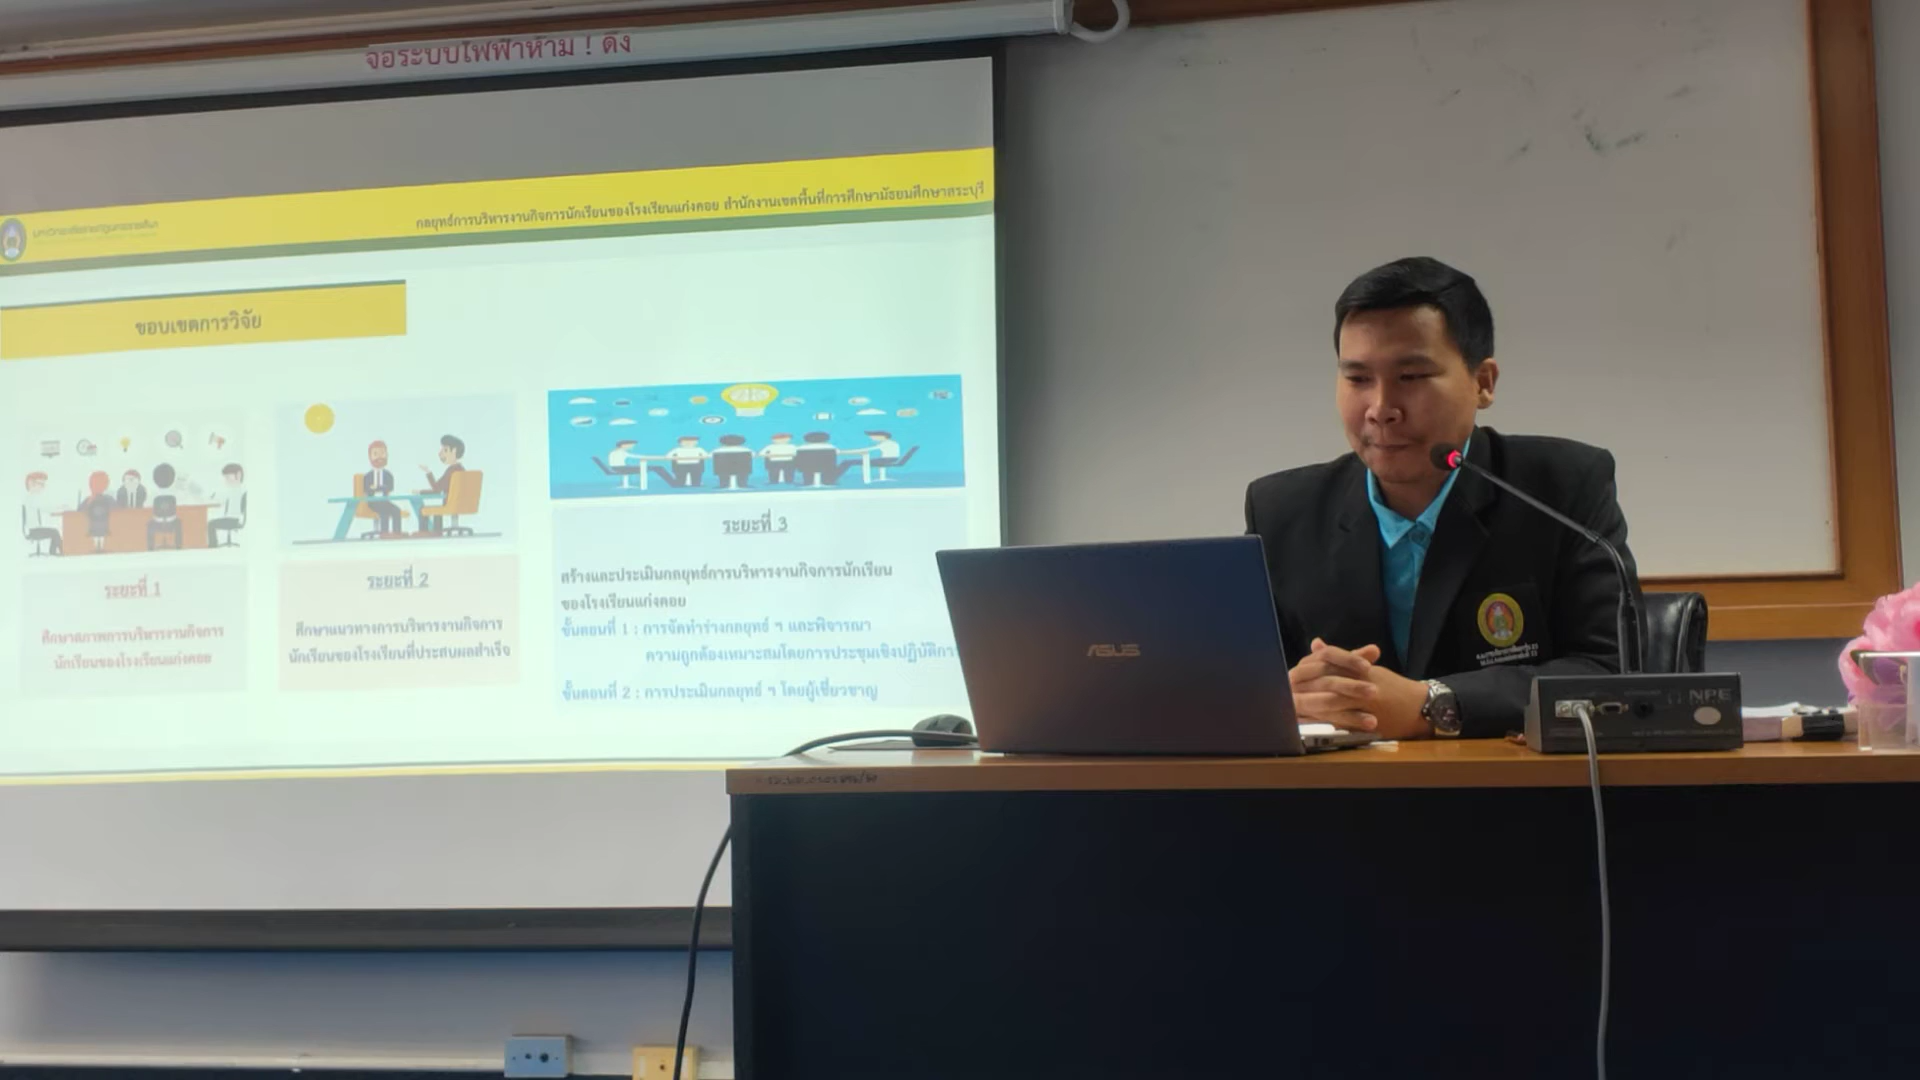 จอระบบไฟฟ้าห้าม ! ดึง
กลยุทธ์การบริหารงานกิจการนักเรียนของโรงเรียนแก่งคอย สำนักงานเขตพื้นที่การศึกษามัธยมศึกษาสระบุรี
ขอบเขตการวิจัย
ระยะที่ 1
ศึกษาสภาพการบริหารงานกิจการ
นักเรียนของโรงเรียนแก่งคอย
ระยะที่ 2
ศึกษาแนวทางการบริหารงานกิจการ
นักเรียนของโรงเรียนที่ประสบผลสำเร็จ
ระยะที่ 3
สร้างและประเมินกลยุทธ์การบริหารงานกิจการนักเรียน
ของโรงเรียนแก่งคอย
ขั้นตอนที่ 1 : การจัดทำร่างกลยุทธ์ ฯ และพิจารณา
ความถูกต้องเหมาะสมโดยการประชุมเชิงปฏิบัติกา
ขั้นตอนที่ 2 : การประเมินกลยุทธ์ ฯ โดยผู้เชี่ยวชาญ
ASUS
NPE